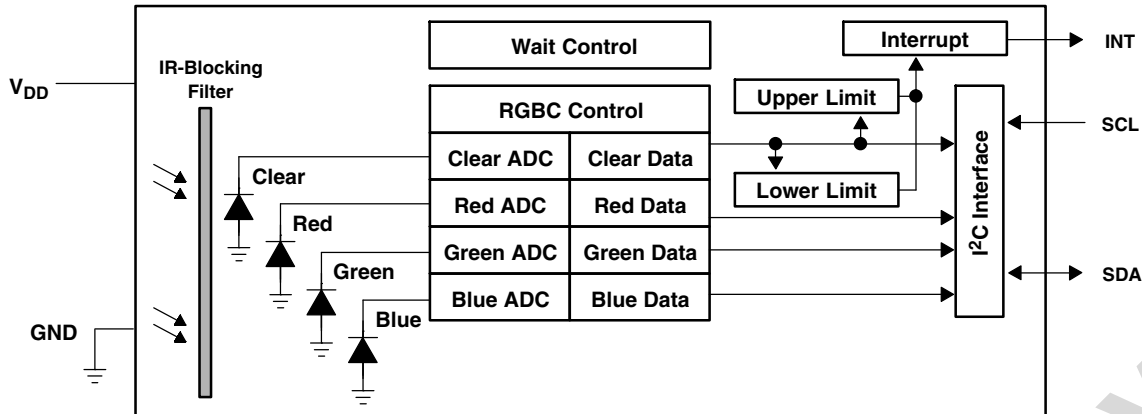 Wait Control
Interrupt
INT
IR-Blocking
Filter
V_DD
Upper Limit
RGBC Control
SCL
Clear ADC
Clear Data
Clear
Lower Limit
Red ADC
Red Data
Red
I²C Interface
Green ADC
Green Data
Green
SDA
Blue ADC
Blue Data
Blue
GND